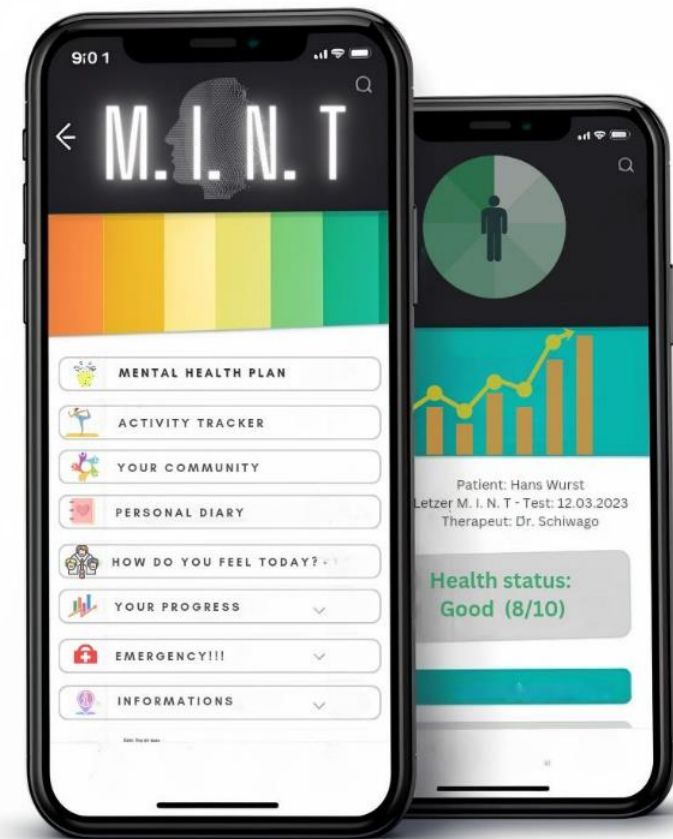 9:01
M. I. N. T
MENTAL HEALTH PLAN
ACTIVITY TRACKER
YOUR COMMUNITY
PERSONAL DIARY
HOW DO YOU FEEL TODAY?
YOUR PROGRESS
EMERGENCY!!!
INFORMATIONS
Patient: Hans Wurst
Letzer M. I. N. T - Test: 12.03.2023
Therapeut: Dr. Schiwago
Health status:
Good (8/10)